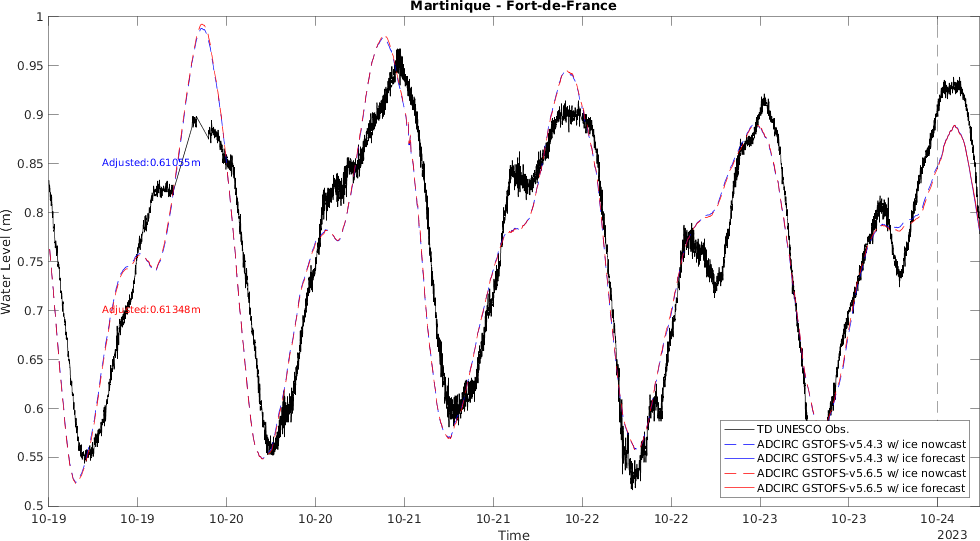 Martinique - Fort-de-France
1
0.95
0.9
0.85
0.8
0.75
0.7
0.65
0.6
0.55
0.5
Water Level (m)
Adjusted:0.61055m
Adjusted:0.61348m
TD UNESCO Obs.
ADCIRC GSTOFS-v5.4.3 w/ ice nowcast
ADCIRC GSTOFS-v5.4.3 w/ ice forecast
ADCIRC GSTOFS-v5.6.5 w/ ice nowcast
ADCIRC GSTOFS-v5.6.5 w/ ice forecast
10-19 10-19 10-20 10-20 10-21 10-21 10-22 10-22 10-23 10-23 10-24
Time
2023